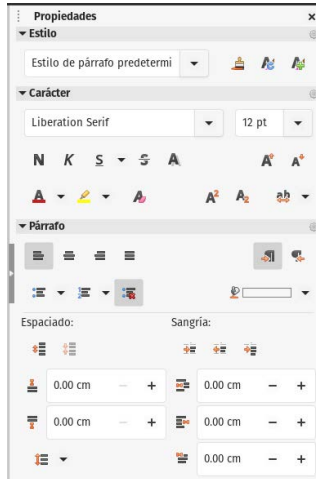 Propiedades
Estilo
Estilo de párrafo predetermi
Carácter
Liberation Serif
12 pt
N K S S A
Párrafo
Espaciado: Sangría:
0.00 cm 0.00 cm
0.00 cm 0.00 cm
0.00 cm